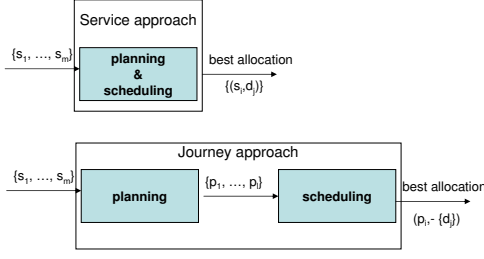 Service approach
{s1, …, sm}
planning
&
scheduling
best allocation
{(si,dj)}
Journey approach
{s1, …, sm}
planning
{p1, …, pl}
scheduling
best allocation
(pi,- {dj})